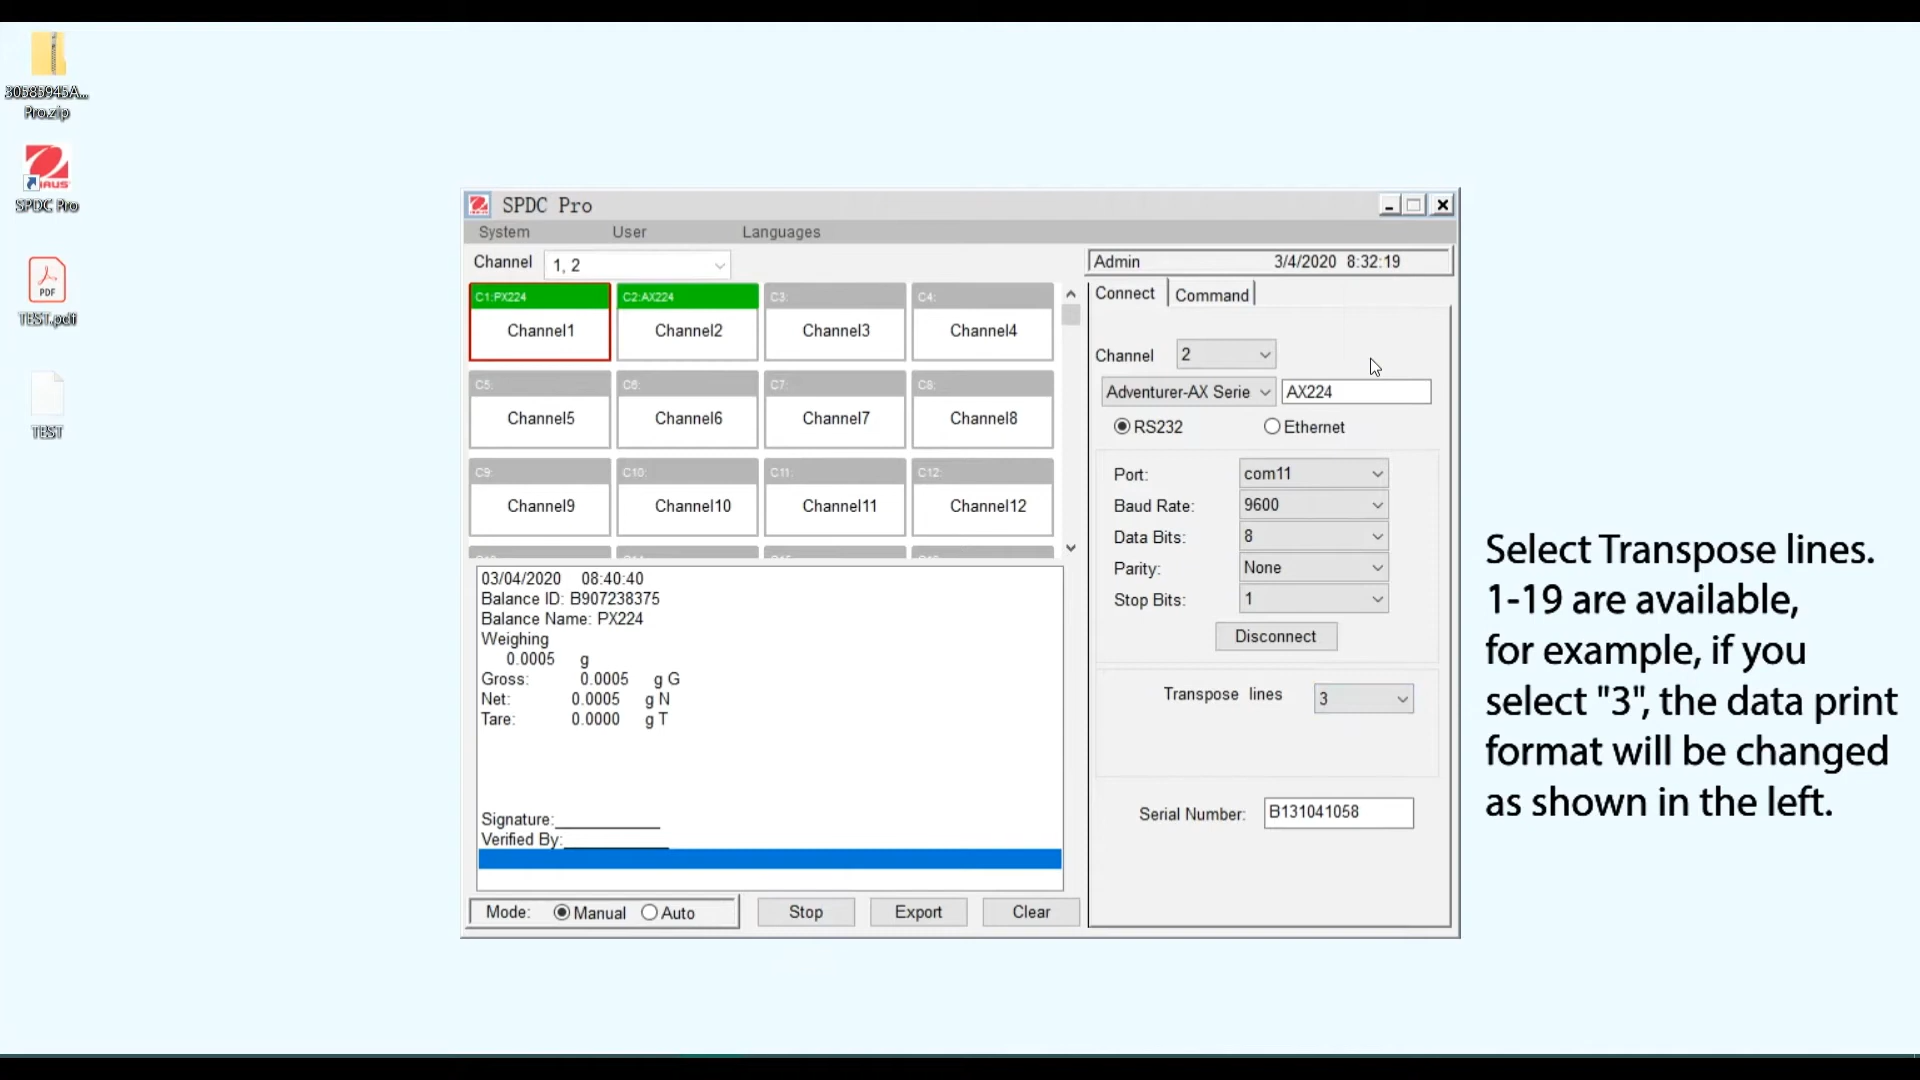 30585945A...
Pro.zip
SPDC Pro
PDF
TEST.pdf
TEST
SPDC Pro
System User Languages
Channel 1, 2
Admin 3/4/2020 8:32:19
C1:PX224 C2:AX224 C3: C4:
Channel1 Channel2 Channel3 Channel4
C5: C6: C7: C8:
Channel5 Channel6 Channel7 Channel8
C9: C10: C11: C12:
Channel9 Channel10 Channel11 Channel12
03/04/2020 08:40:40
Balance ID: B907238375
Balance Name: PX224
Weighing
0.0005 g
Gross: 0.0005 g G
Net: 0.0005 g N
Tare: 0.0000 g T
Signature:____________
Verified By:____________
Mode: Manual Auto Stop Export Clear
Connect Command
Channel 2
Adventurer-AX Serie AX224
RS232 Ethernet
Port: com11
Baud Rate: 9600
Data Bits: 8
Parity: None
Stop Bits: 1
Disconnect
Transpose lines 3
Serial Number: B131041058
Select Transpose lines.
1-19 are available,
for example, if you
select "3", the data print
format will be changed
as shown in the left.